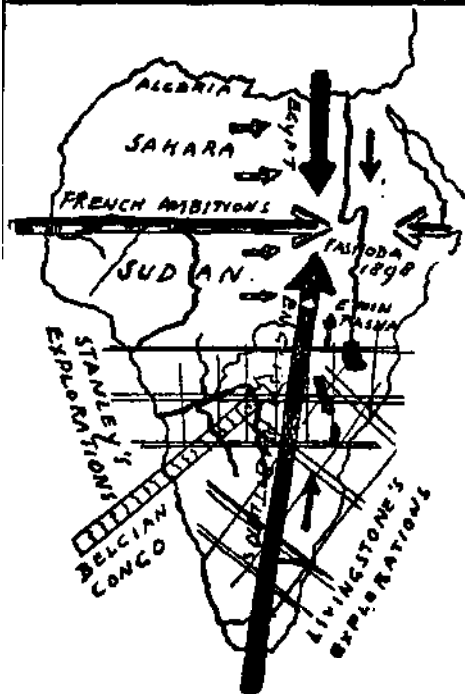 ALGERIA
EGYPT
SAHARA
FRENCH AMBITIONS
FASHODA
1898
SUDAN
EMIN
PASHA
STANLEY'S
EXPLORATIONS
BELGIAN
CONGO
LIVINGSTONE'S
EXPLORATIONS